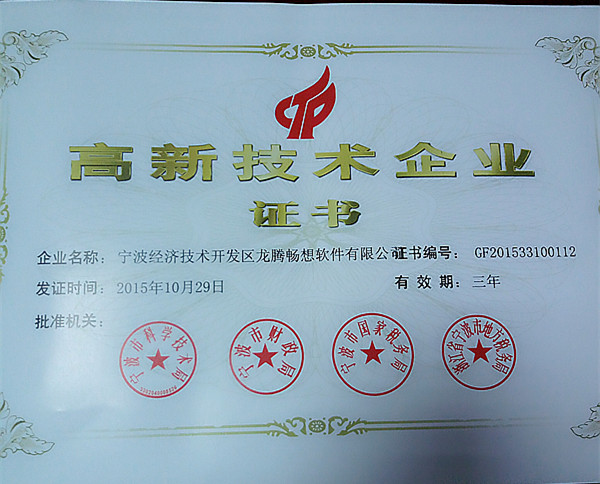 高新技术企业
证书
企业名称：宁波经济技术开发区龙腾畅想软件有限公司 证书编号：GF201533100112
发证时间：2015年10月29日 有效期：三年
批准机关：
宁波市科学技术局
宁波市财政局
宁波市国家税务局
浙江省宁波市地方税务局